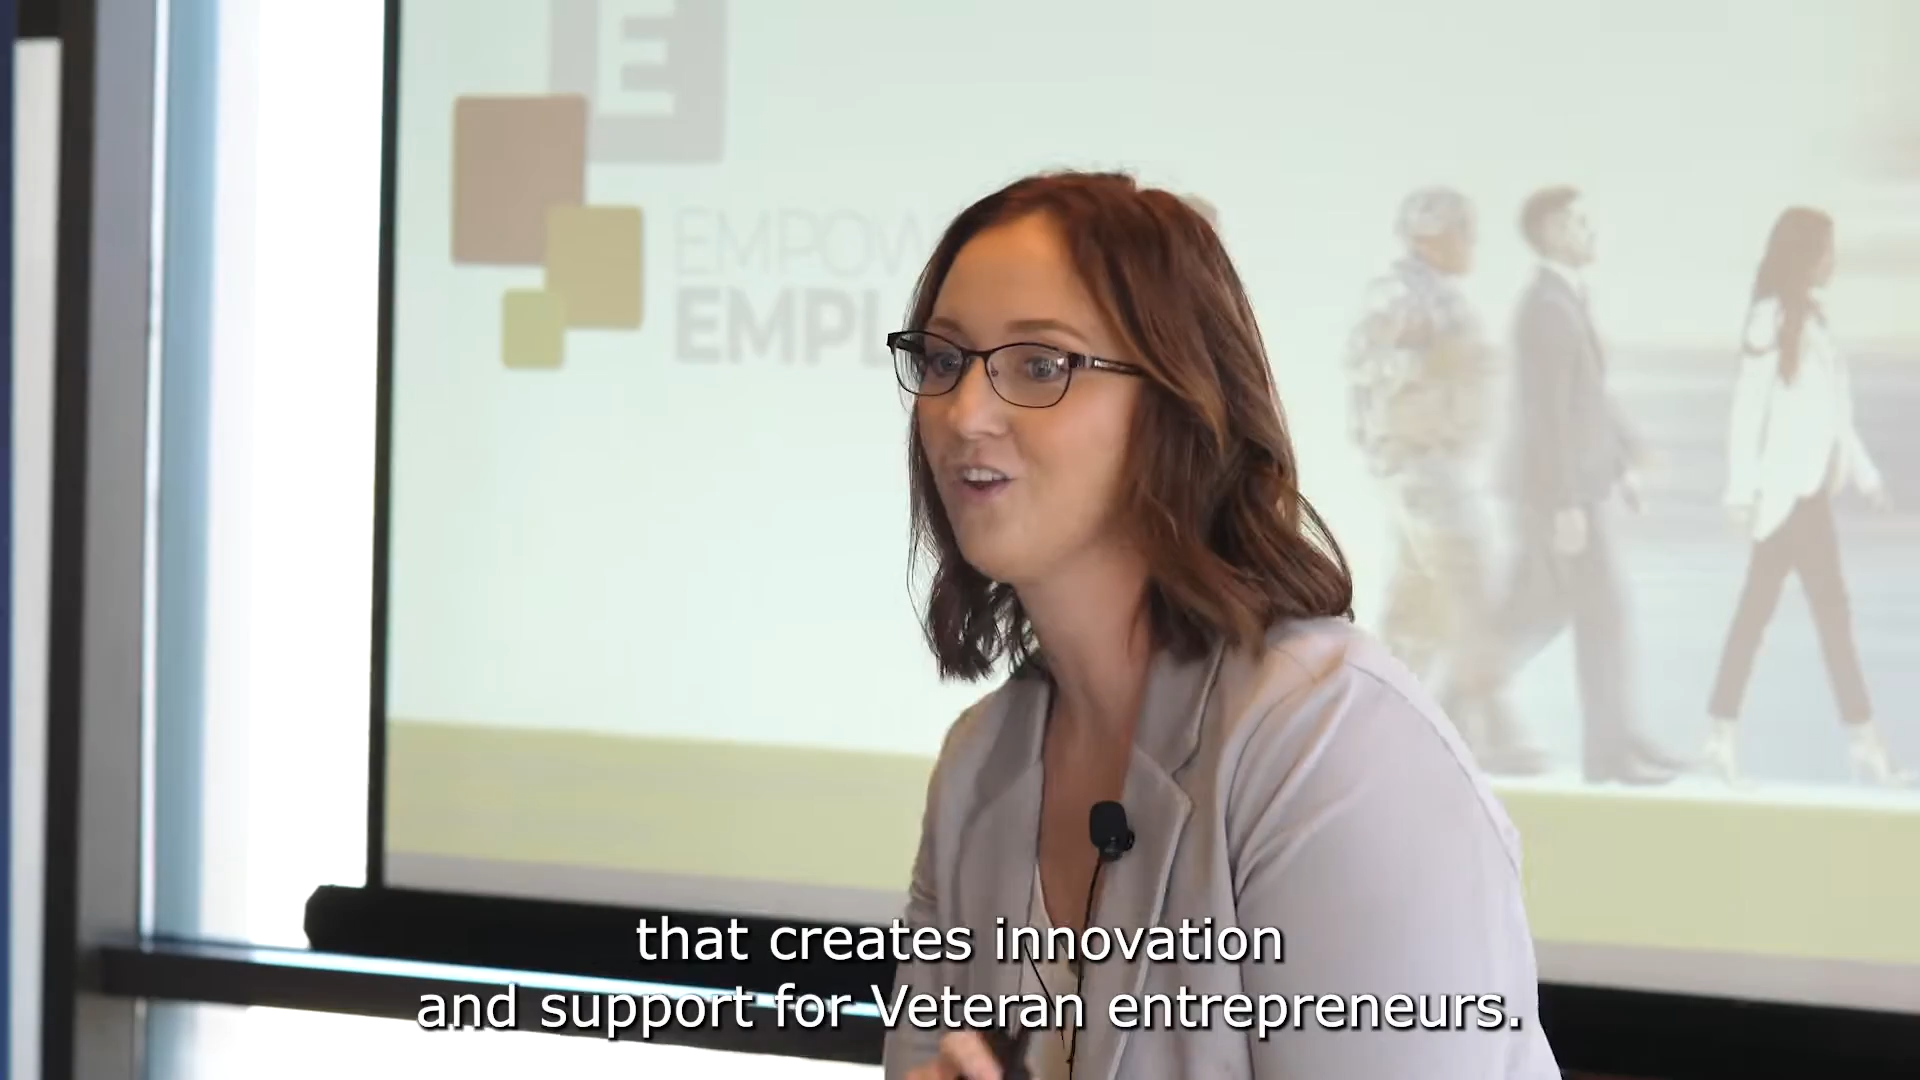 E
EMPOW
EMPL
that creates innovation
and support for Veteran entrepreneurs.